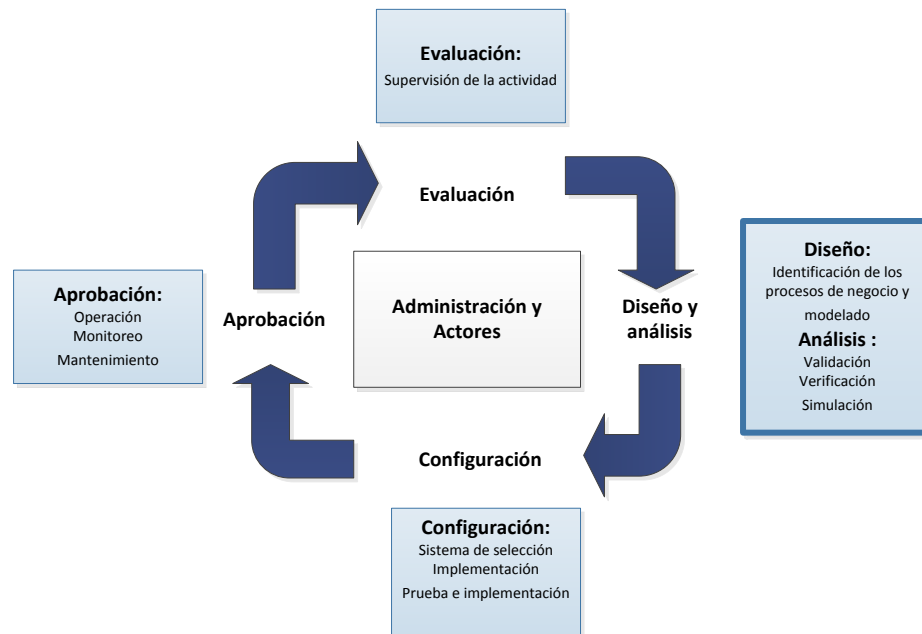 Evaluación:
Supervisión de la actividad
Evaluación
Diseño:
Identificación de los
procesos de negocio y
modelado
Análisis :
Validación
Verificación
Simulación
Aprobación:
Operación
Monitoreo
Mantenimiento
Aprobación
Administración y
Actores
Diseño y
análisis
Configuración
Configuración:
Sistema de selección
Implementación
Prueba e implementación